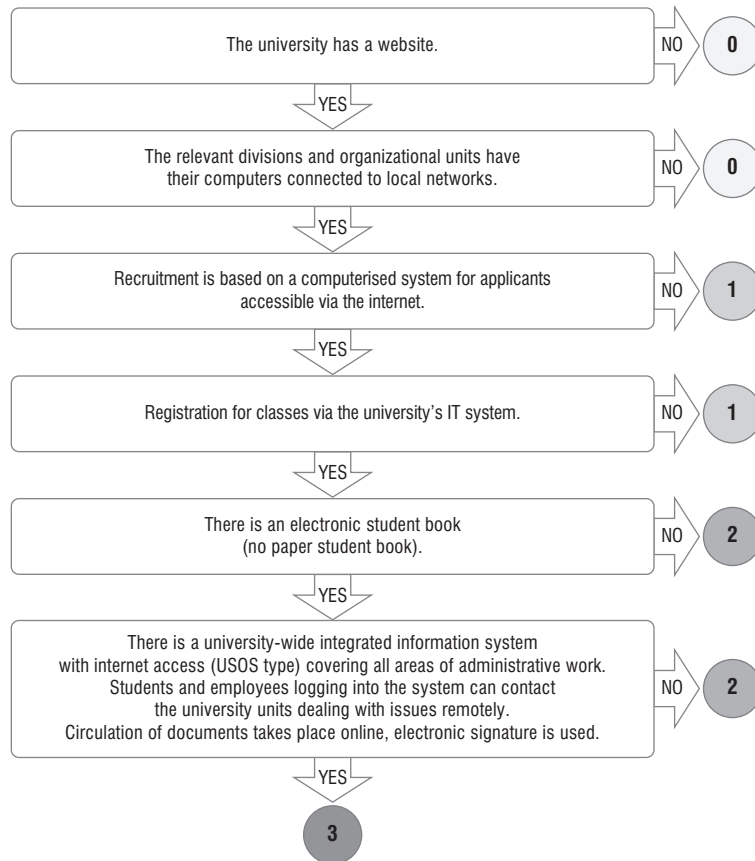 The university has a website.
NO
0
YES
The relevant divisions and organizational units have
their computers connected to local networks.
NO
0
YES
Recruitment is based on a computerised system for applicants
accessible via the internet.
NO
1
YES
Registration for classes via the university's IT system.
NO
1
YES
There is an electronic student book
(no paper student book).
NO
2
YES
There is a university-wide integrated information system
with internet access (USOS type) covering all areas of administrative work.
Students and employees logging into the system can contact
the university units dealing with issues remotely.
Circulation of documents takes place online, electronic signature is used.
NO
2
YES
3